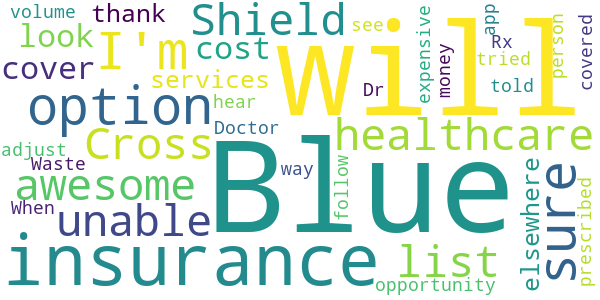 volume thank
look I'm
cover
Shield
cost
services
Dr
hear
option
Cross
Doctor
Will
see
expensive
money
app
Rx
tried
told
person
covered
healthcare
adjust
Waste
When
awesome
unable
Blue
way
follow
list
elsewhere
sure
prescribed
insurance
opportunity